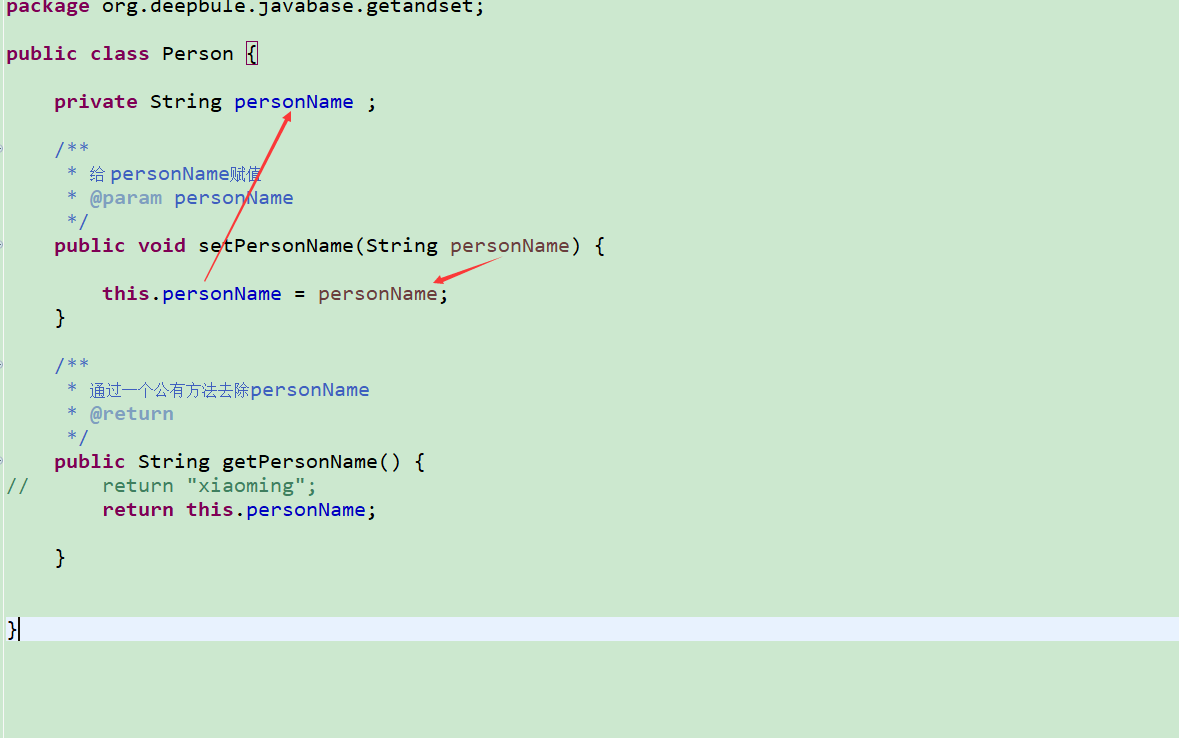 package org.deepbule.javabase.getandset;
public class Person {
private String personName ;
/**
* 给 personName赋值
* @param personName
*/
public void setPersonName(String personName) {
this.personName = personName;
}
/**
* 通过一个公有方法去除personName
* @return
*/
public String getPersonName() {
// return "xiaoming";
return this.personName;
}
}